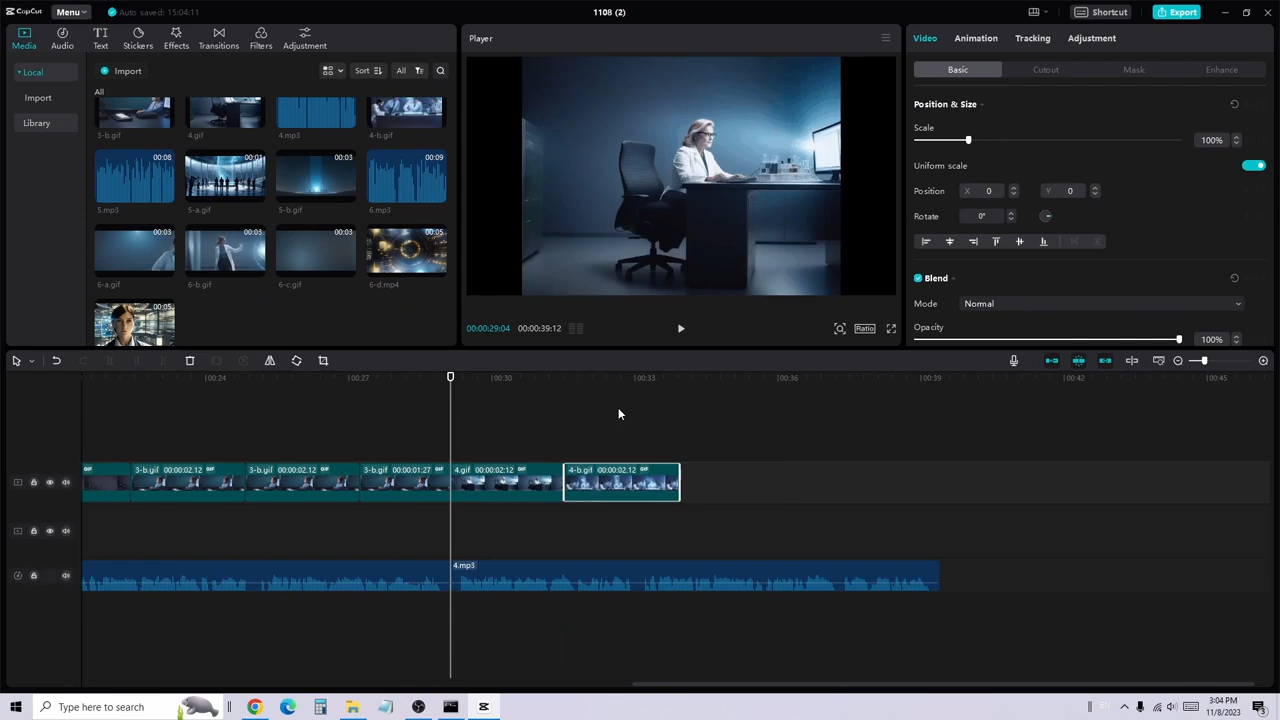 CapCut Menu Auto saved: 15:04:11 1108 (2) Shortcut Export
Media Audio Text Stickers Effects Transitions Filters Adjustment
Local
Import
Library
Import Sort All
All
3-b.gif 4.gif 4.mp3 4-b.gif
00:08 00:01 00:03 00:09
5.mp3 5-a.gif 5-b.gif 6.mp3
00:03 00:03 00:03 00:05
6-a.gif 6-b.gif 6-c.gif 6-d.mp4
00:05
Player
00:00:29:04 00:00:39:12 Ratio
Video Animation Tracking Adjustment
Basic Cutout Mask Enhance
Position & Size
Scale
100%
Uniform scale
Position X 0 Y 0
Rotate 0°
Blend
Mode Normal
Opacity
100%
00:24 00:27 00:30 00:33 00:36 00:39 00:42 00:45
GIF 3-b.gif 00:00:02.12 GIF 3-b.gif 00:00:02.12 GIF 3-b.gif 00:00:01:27 GIF 4.gif 00:00:02:12 GIF 4-b.gif 00:00:02.12 GIF
4.mp3
Type here to search EN 3:04 PM
11/8/2023 3